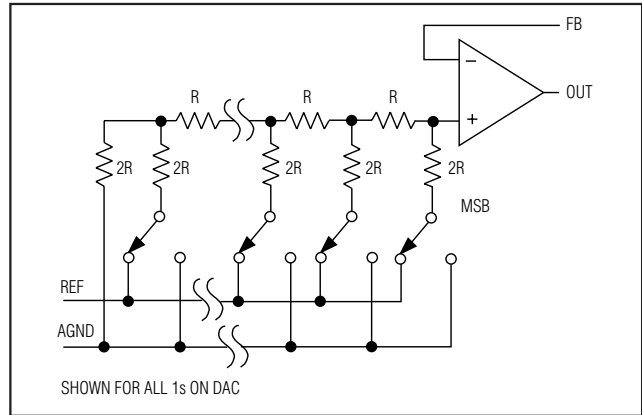 FB
OUT
−
+
R
R
R
2R
2R
2R
2R
2R
MSB
REF
AGND
SHOWN FOR ALL 1s ON DAC